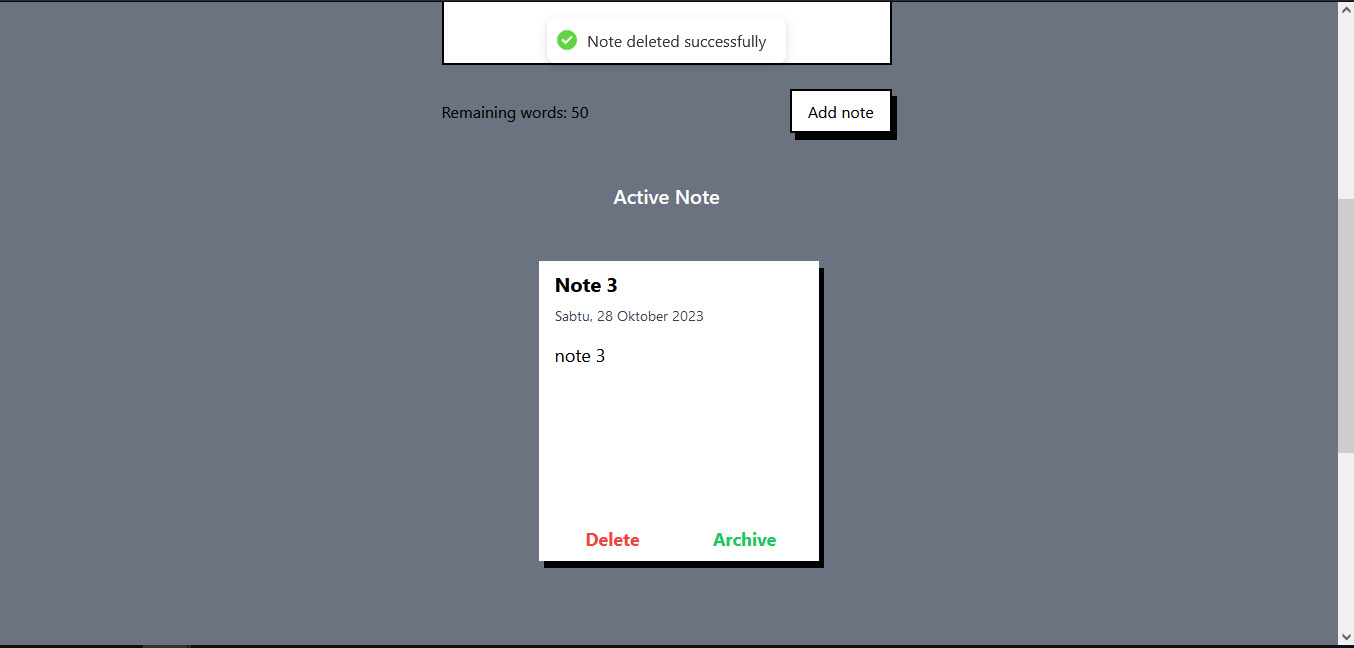 Note deleted successfully
Remaining words: 50
Add note
Active Note
Note 3
Sabtu, 28 Oktober 2023
note 3
Delete
Archive